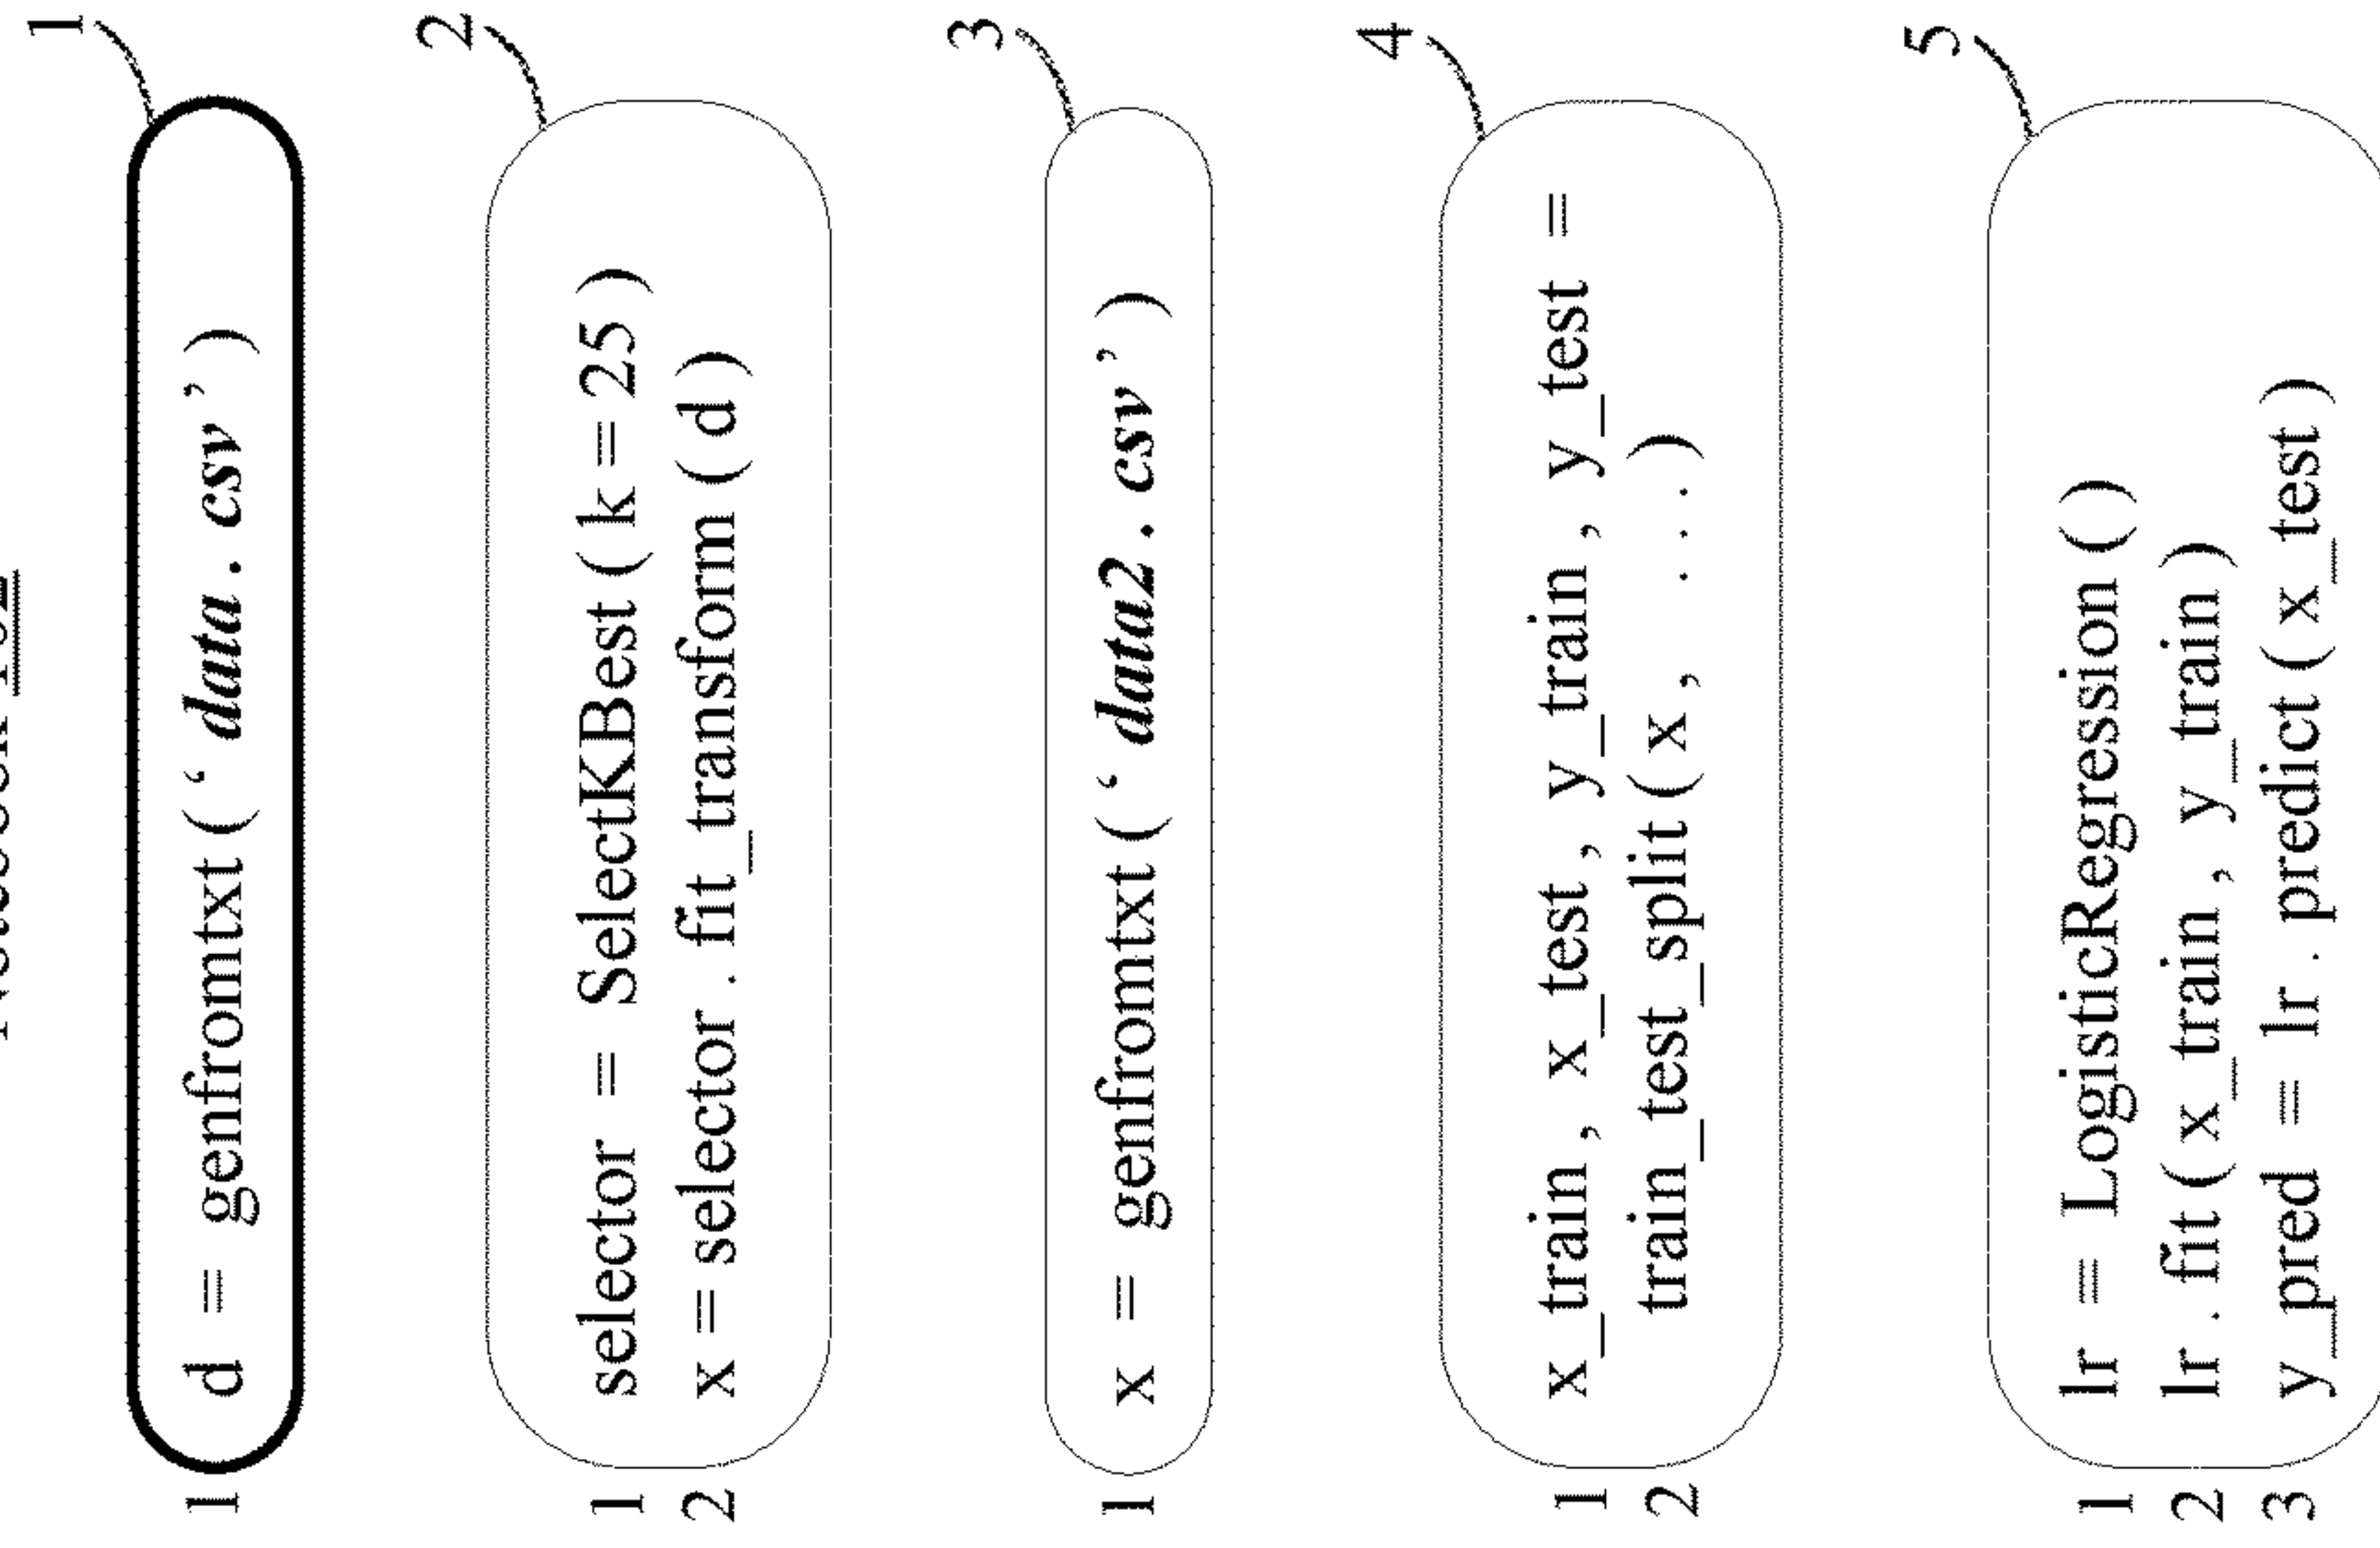 1
1 d = genfromtxt ( ‘ data . csv ’ )
2
1 selector = SelectKBest ( k = 25 )
2 x = selector . fit_transform ( d )
3
1 x = genfromtxt ( ‘ data2 . csv ’ )
4
1 x_train , x_test , y_train , y_test =
2 train_test_split ( x , . . . )
5
1 lr = LogisticRegression ( )
2 lr . fit ( x_train , y_train )
3 y_pred = lr . predict ( x_test )